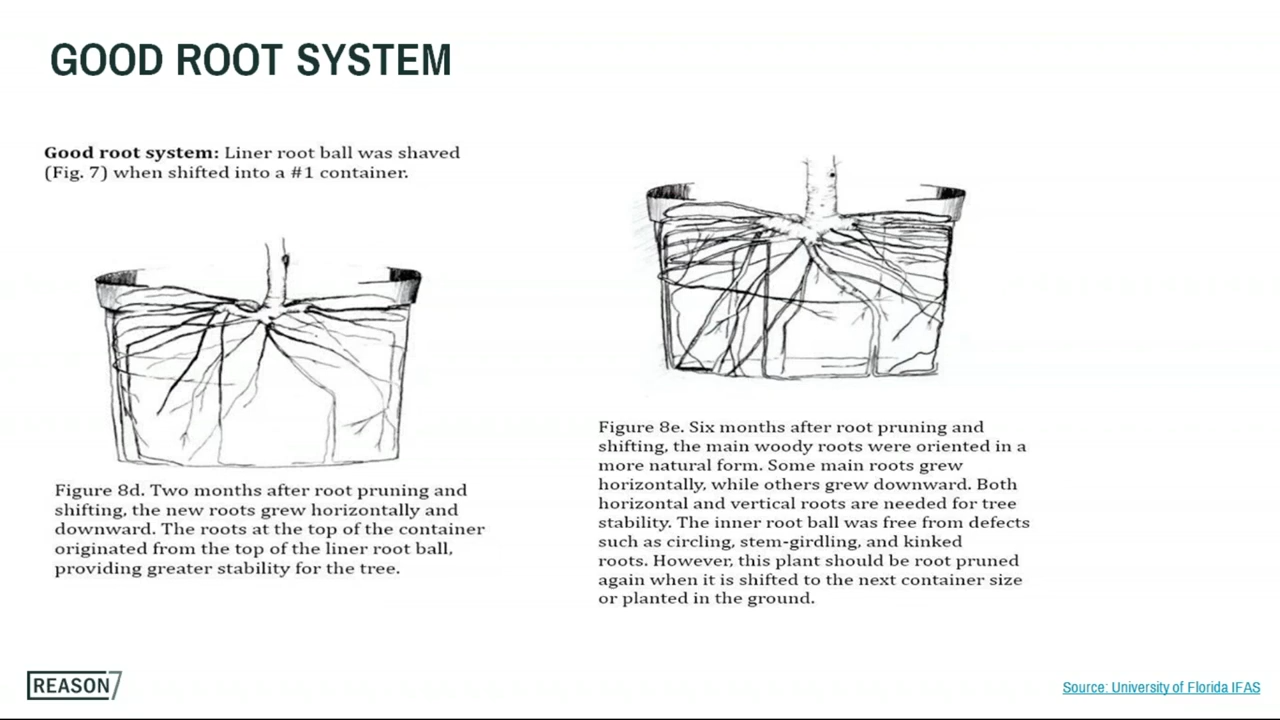 GOOD ROOT SYSTEM
Good root system: Liner root ball was shaved
(Fig. 7) when shifted into a #1 container.
Figure 8d. Two months after root pruning and
shifting, the new roots grew horizontally and
downward. The roots at the top of the container
originated from the top of the liner root ball,
providing greater stability for the tree.
Figure 8e. Six months after root pruning and
shifting, the main woody roots were oriented in a
more natural form. Some main roots grew
horizontally, while others grew downward. Both
horizontal and vertical roots are needed for tree
stability. The inner root ball was free from defects
such as circling, stem-girdling, and kinked
roots. However, this plant should be root pruned
again when it is shifted to the next container size
or planted in the ground.
REASON7
Source: University of Florida IFAS